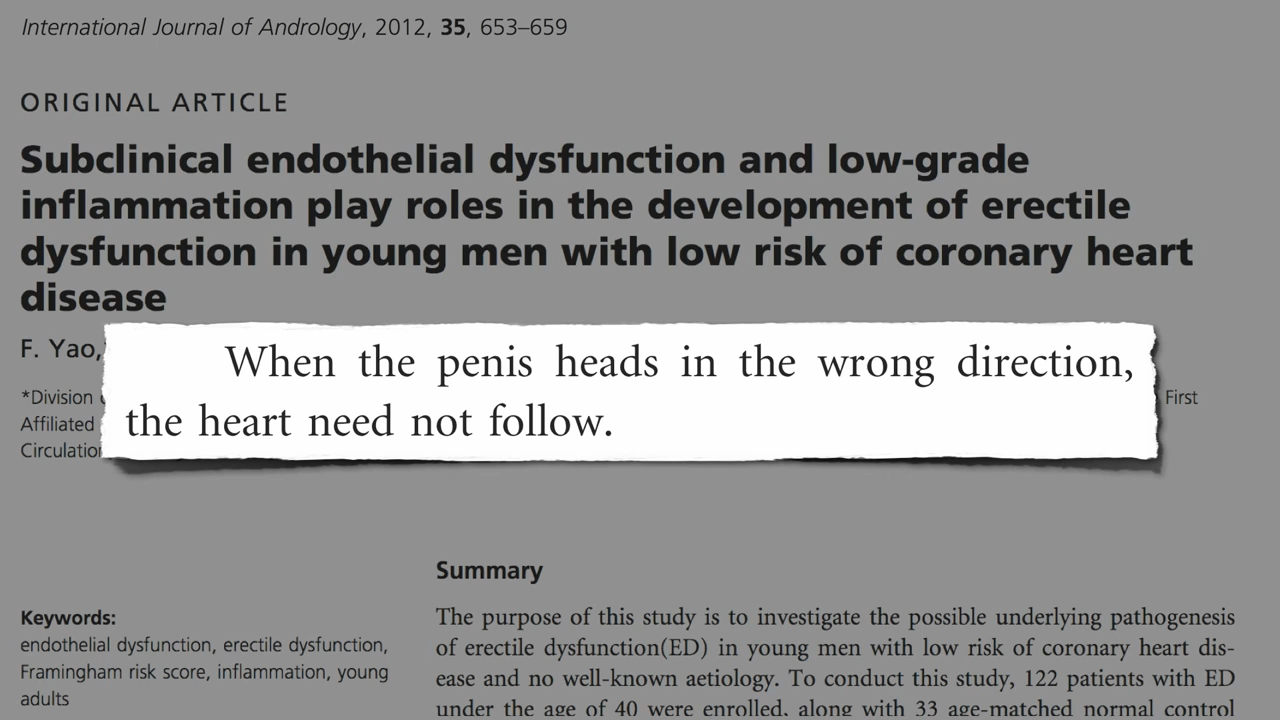 International Journal of Andrology, 2012, 35, 653–659
ORIGINAL ARTICLE
Subclinical endothelial dysfunction and low-grade
inflammation play roles in the development of erectile
dysfunction in young men with low risk of coronary heart
disease
F. Yao,
When the penis heads in the wrong direction,
the heart need not follow.
*Division
First
Affiliated
Circulation
Summary
The purpose of this study is to investigate the possible underlying pathogenesis
of erectile dysfunction(ED) in young men with low risk of coronary heart dis-
ease and no well-known aetiology. To conduct this study, 122 patients with ED
under the age of 40 were enrolled, along with 33 age-matched normal control
Keywords:
endothelial dysfunction, erectile dysfunction,
Framingham risk score, inflammation, young
adults